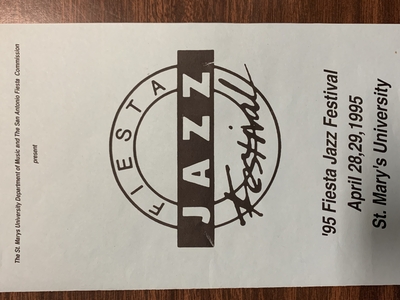 The St. Marys University Department of Music and The San Antonio Fiesta Commission
present
FIESTA
JAZZ
Festival
'95 Fiesta Jazz Festival
April 28,29,1995
St. Mary's University